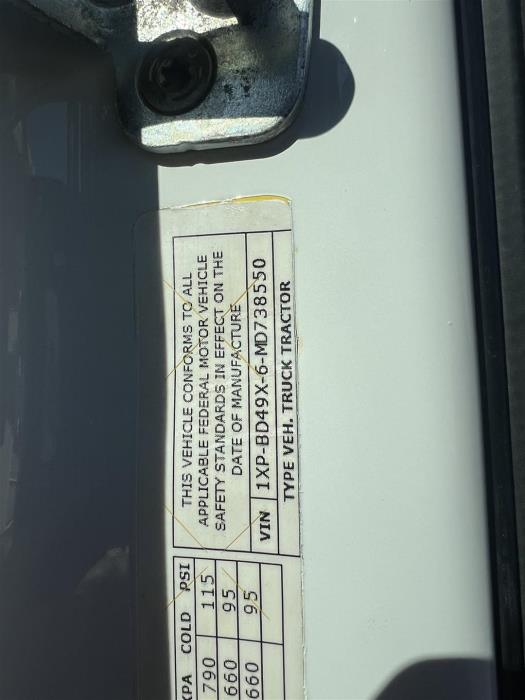 THIS VEHICLE CONFORMS TO ALL
APPLICABLE FEDERAL MOTOR VEHICLE
SAFETY STANDARDS IN EFFECT ON THE
DATE OF MANUFACTURE
VIN 1XP-BD49X-6-MD738550
TYPE VEH. TRUCK TRACTOR
KPA COLD PSI
790 115
660 95
660 95